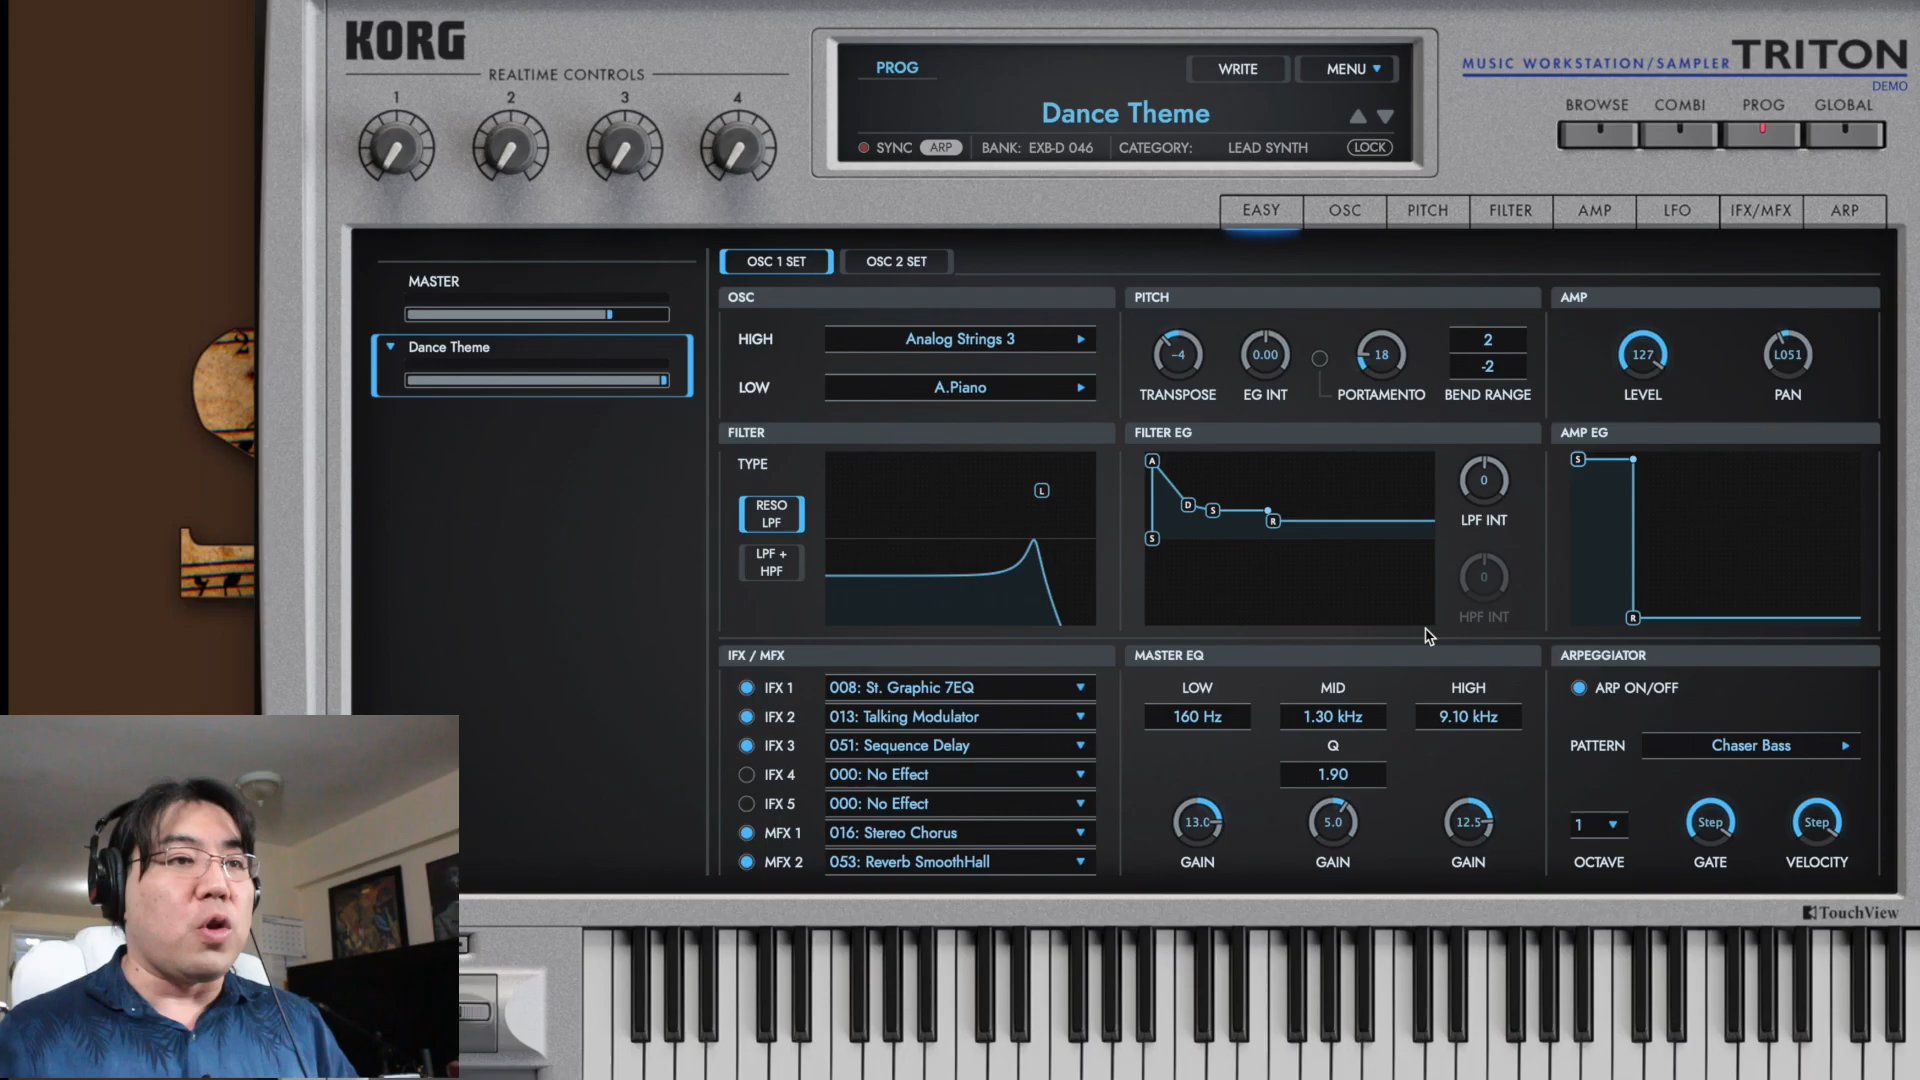 KORG
REALTIME CONTROLS
1 2 3 4
PROG
WRITE
MENU
Dance Theme
SYNC ARP BANK: EXB-D 046 CATEGORY: LEAD SYNTH LOCK
MUSIC WORKSTATION/SAMPLER TRITON
DEMO
BROWSE COMBI PROG GLOBAL
EASY OSC PITCH FILTER AMP LFO IFX/MFX ARP
MASTER
Dance Theme
OSC 1 SET OSC 2 SET
OSC
HIGH Analog Strings 3
LOW A.Piano
PITCH
-4 0.00 18 2
-2
TRANSPOSE EG INT PORTAMENTO BEND RANGE
AMP
127 L051
LEVEL PAN
FILTER
TYPE
RESO
LPF
LPF +
HPF
L
FILTER EG
A
D S
R
S
0
LPF INT
0
HPF INT
AMP EG
S
R
IFX / MFX
IFX 1 008: St. Graphic 7EQ
IFX 2 013: Talking Modulator
IFX 3 051: Sequence Delay
IFX 4 000: No Effect
IFX 5 000: No Effect
MFX 1 016: Stereo Chorus
MFX 2 053: Reverb SmoothHall
MASTER EQ
LOW MID HIGH
160 Hz 1.30 kHz 9.10 kHz
Q
1.90
13.0 5.0 12.5
GAIN GAIN GAIN
ARPEGGIATOR
ARP ON/OFF
PATTERN Chaser Bass
1 Step Step
OCTAVE GATE VELOCITY
TouchView